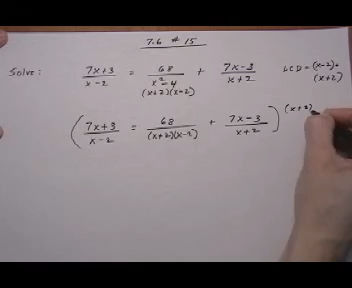 7.6 # 15
Solve: (7x+3)/(x-2) = 68/(x²-4) + (7x-3)/(x+2) LCD = (x-2)•
(x+2)(x-2) (x+2)
( (7x+3)/(x-2) = 68/((x+2)(x-2)) + (7x-3)/(x+2) ) (x+2)